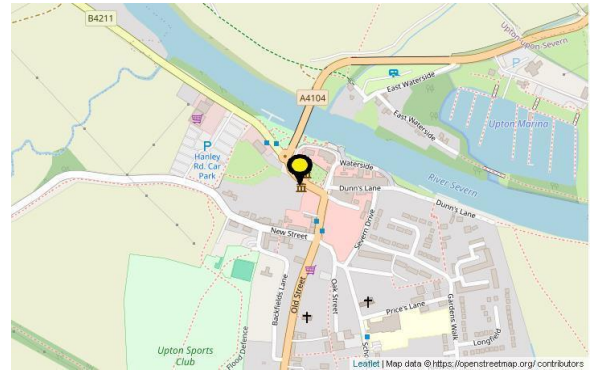 B4211
A4104
East Waterside
East Waterside
Upton upon Severn
P
Upton Marina
P
Hanley
Rd. Car
Park
Waterside
River Severn
Dunn's Lane
Dunn's Lane
New Street
Severn Drive
Backfields Lane
Old Street
Oak Street
Price's Lane
Gardens Walk
Longfield
Upton Sports
Club
Flood Defence
Leaflet | Map data © https://openstreetmap.org/ contributors